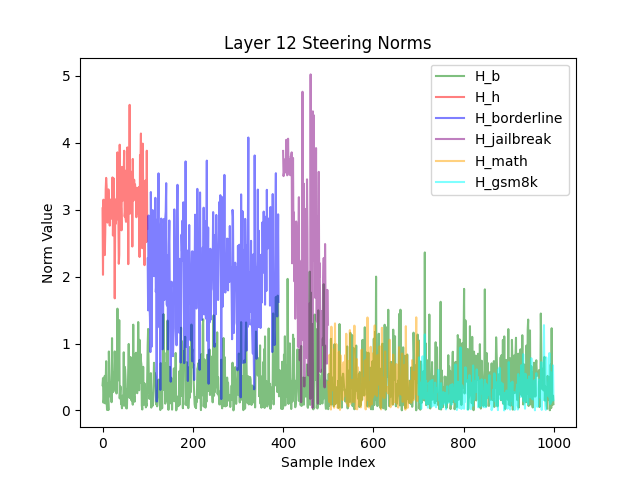 Layer 12 Steering Norms
H_b
H_h
H_borderline
H_jailbreak
H_math
H_gsm8k
Norm Value
5
4
3
2
1
0
0 200 400 600 800 1000
Sample Index